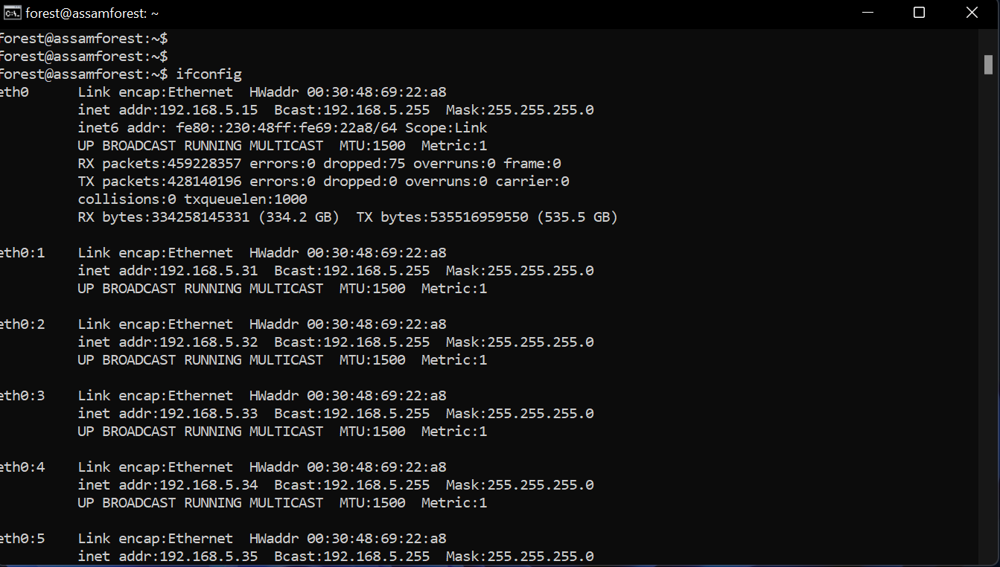 forest@assamforest: ~
forest@assamforest:~$
forest@assamforest:~$
forest@assamforest:~$ ifconfig
eth0      Link encap:Ethernet  HWaddr 00:30:48:69:22:a8
          inet addr:192.168.5.15  Bcast:192.168.5.255  Mask:255.255.255.0
          inet6 addr: fe80::230:48ff:fe69:22a8/64 Scope:Link
          UP BROADCAST RUNNING MULTICAST  MTU:1500  Metric:1
          RX packets:459228357 errors:0 dropped:75 overruns:0 frame:0
          TX packets:428140196 errors:0 dropped:0 overruns:0 carrier:0
          collisions:0 txqueuelen:1000
          RX bytes:334258145331 (334.2 GB)  TX bytes:535516959550 (535.5 GB)

eth0:1    Link encap:Ethernet  HWaddr 00:30:48:69:22:a8
          inet addr:192.168.5.31  Bcast:192.168.5.255  Mask:255.255.255.0
          UP BROADCAST RUNNING MULTICAST  MTU:1500  Metric:1

eth0:2    Link encap:Ethernet  HWaddr 00:30:48:69:22:a8
          inet addr:192.168.5.32  Bcast:192.168.5.255  Mask:255.255.255.0
          UP BROADCAST RUNNING MULTICAST  MTU:1500  Metric:1

eth0:3    Link encap:Ethernet  HWaddr 00:30:48:69:22:a8
          inet addr:192.168.5.33  Bcast:192.168.5.255  Mask:255.255.255.0
          UP BROADCAST RUNNING MULTICAST  MTU:1500  Metric:1

eth0:4    Link encap:Ethernet  HWaddr 00:30:48:69:22:a8
          inet addr:192.168.5.34  Bcast:192.168.5.255  Mask:255.255.255.0
          UP BROADCAST RUNNING MULTICAST  MTU:1500  Metric:1

eth0:5    Link encap:Ethernet  HWaddr 00:30:48:69:22:a8
          inet addr:192.168.5.35  Bcast:192.168.5.255  Mask:255.255.255.0